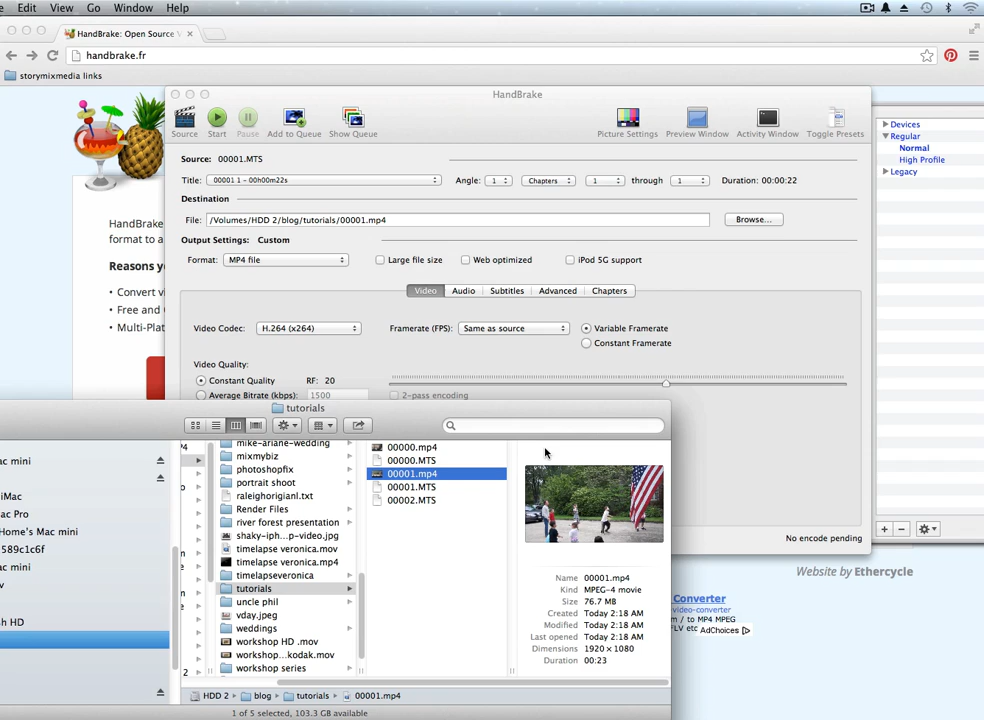 Edit View Go Window Help
HandBrake: Open Source
handbrake.fr
storymixmedia links
HandBrake
Source Start Pause Add to Queue Show Queue Picture Settings Preview Window Activity Window Toggle Presets
Source: 00001.MTS
Title: 00001 1 - 00h00m22s Angle: 1 Chapters 1 through 1 Duration: 00:00:22
Destination
File: /Volumes/HDD 2/blog/tutorials/00001.mp4 Browse...
Output Settings: Custom
Format: MP4 file Large file size Web optimized iPod 5G support
Video Audio Subtitles Advanced Chapters
Video Codec: H.264 (x264) Framerate (FPS): Same as source Variable Framerate
Constant Framerate
Video Quality:
Constant Quality RF: 20
Average Bitrate (kbps): 1500 2-pass encoding
No encode pending
Devices
Regular
Normal
High Profile
Legacy
HandBrake
format to a
Reasons y
• Convert vi
• Free and
• Multi-Plat
Website by Ethercycle
Converter
video-converter
m / to MP4 MPEG
FLV etc
AdChoices
tutorials
ac mini
iMac
ac Pro
Home's Mac mini
589c1c6f
ac mini
sh HD
mike-ariane-wedding
mixmybiz
photoshopfix
portrait shoot
raleighorigianl.txt
Render Files
river forest presentation
shaky-iph...p-video.jpg
timelapse veronica.mov
timelapse veronica.mp4
timelapseveronica
tutorials
uncle phil
vday.jpeg
weddings
workshop HD .mov
worksho...kodak.mov
workshop series
00000.mp4
00000.MTS
00001.mp4
00001.MTS
00002.MTS
Name 00001.mp4
Kind MPEG-4 movie
Size 76.7 MB
Created Today 2:18 AM
Modified Today 2:18 AM
Last opened Today 2:18 AM
Dimensions 1920 × 1080
Duration 00:23
HDD 2 blog tutorials 00001.mp4
1 of 5 selected, 103.3 GB available